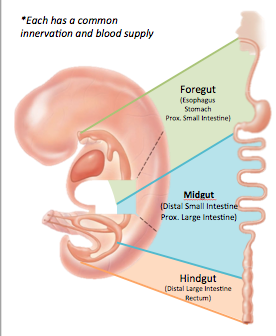 *Each has a common
innervation and blood supply
Foregut
(Esophagus
Stomach
Prox. Small Intestine)
Midgut
(Distal Small Intestine
Prox. Large Intestine)
Hindgut
(Distal Large Intestine
Rectum)